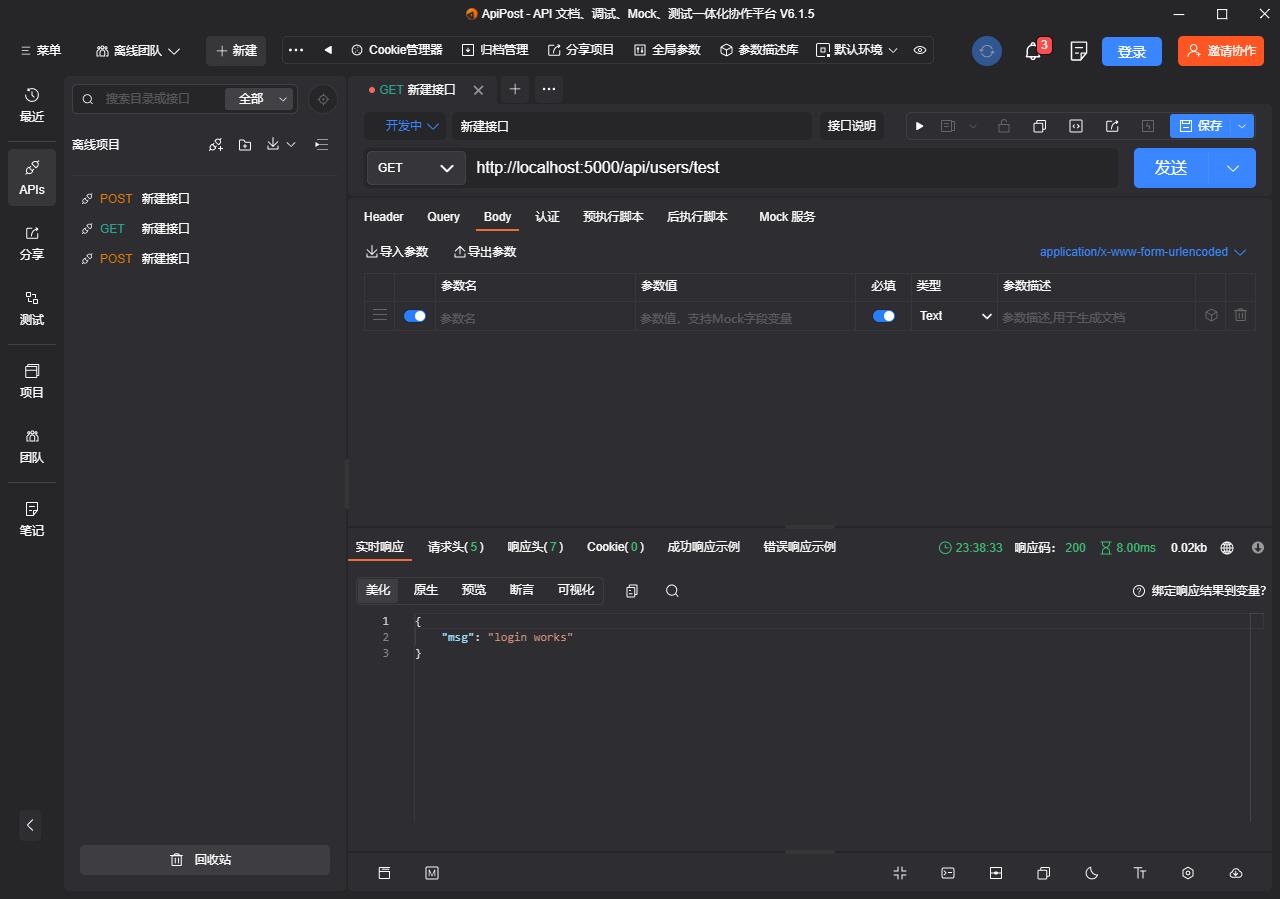 ApiPost - API 文档、调试、Mock、测试一体化协作平台 V6.1.5
菜单 离线团队 新建 Cookie管理器 归档管理 分享项目 全局参数 参数描述库 默认环境 3 登录 邀请协作
最近
APIs
分享
测试
项目
团队
笔记
搜索目录或接口 全部
离线项目
POST 新建接口
GET 新建接口
POST 新建接口
回收站
GET 新建接口
开发中 新建接口 接口说明 保存
GET http://localhost:5000/api/users/test 发送
Header Query Body 认证 预执行脚本 后执行脚本 Mock 服务
导入参数 导出参数 application/x-www-form-urlencoded
参数名 参数值 必填 类型 参数描述
参数名 参数值，支持Mock字段变量 Text 参数描述,用于生成文档
实时响应 请求头(5) 响应头(7) Cookie(0) 成功响应示例 错误响应示例 23:38:33 响应码： 200 8.00ms 0.02kb
美化 原生 预览 断言 可视化 绑定响应结果到变量?
1 {
2 "msg": "login works"
3 }
M Tт